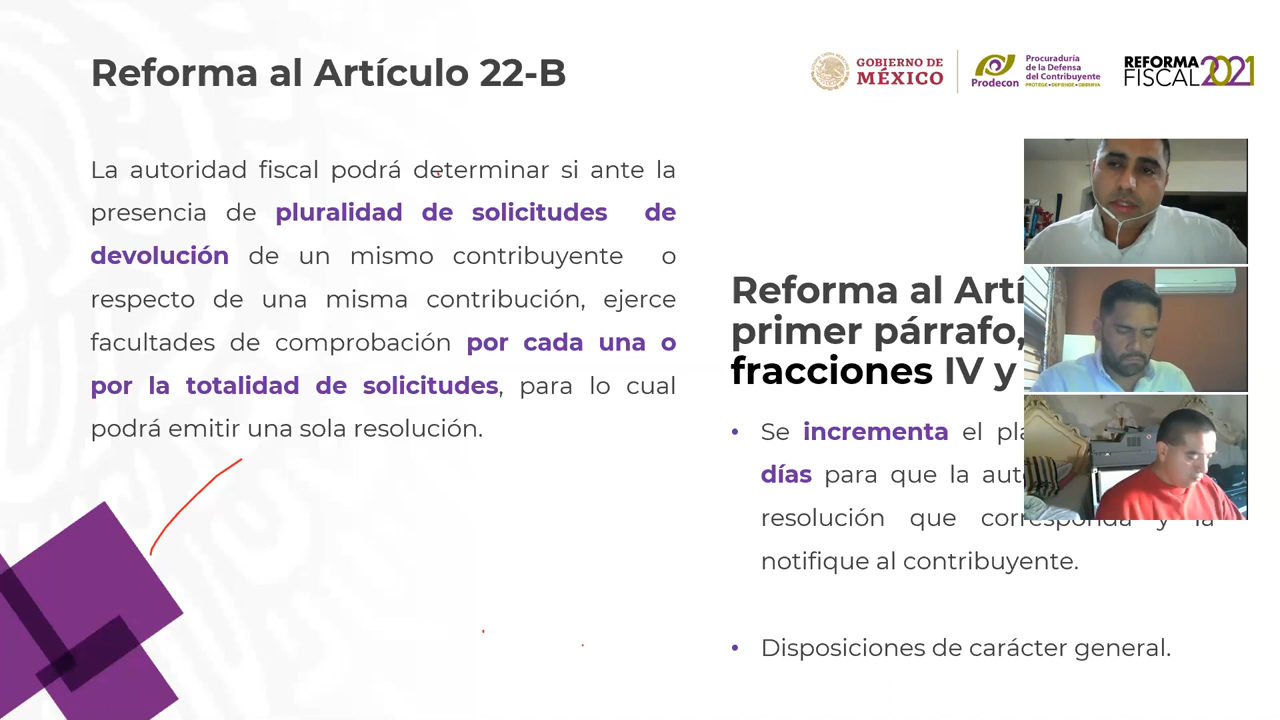 Reforma al Artículo 22-B
GOBIERNO DE
MÉXICO
Prodecon
Procuraduría
de la Defensa
del Contribuyente
PROTEGE • DEFIENDE • OBSERVA
REFORMA
FISCAL 2021
La autoridad fiscal podrá determinar si ante la
presencia de pluralidad de solicitudes de
devolución de un mismo contribuyente o
respecto de una misma contribución, ejerce
facultades de comprobación por cada una o
por la totalidad de solicitudes, para lo cual
podrá emitir una sola resolución.
Reforma al
primer párrafo,
fracciones IV y
• Se incrementa el
días para que la
resolución que corresponda y la
notifique al contribuyente.
• Disposiciones de carácter general.